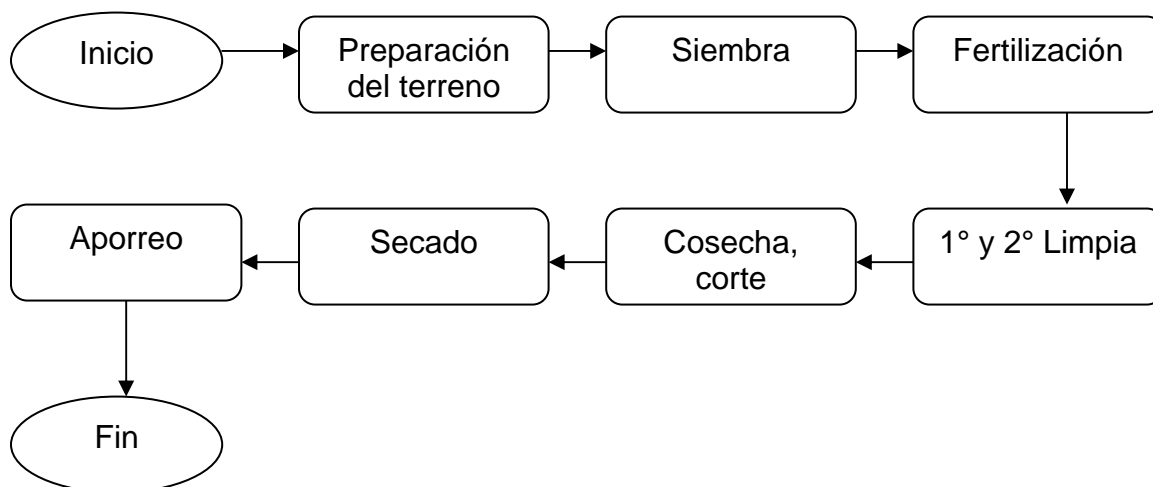 Inicio
Preparación
del terreno
Siembra
Fertilización
1° y 2° Limpia
Cosecha,
corte
Secado
Aporreo
Fin